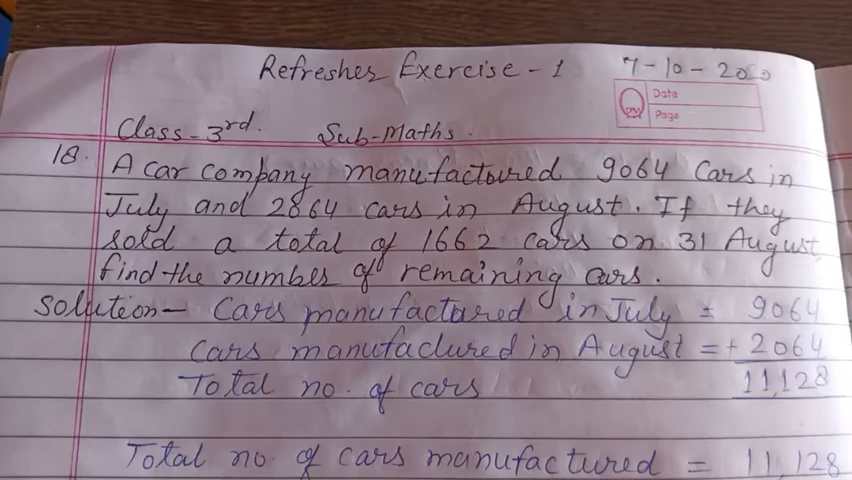 Refresher Exercise - 1
7-10-2020
Date
Page
Class - 3rd.
Sub-Maths.
18. A car company manufactured 9064 cars in
July and 2864 cars in August. If they
sold a total of 1662 cars on 31 August,
find the number of remaining cars.
Solution - Cars manufactured in July = 9064
Cars manufactured in August = + 2064
Total no. of cars 11,128
Total no. of cars manufactured = 11,128